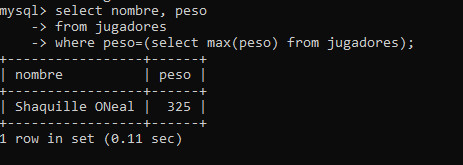 mysql> select nombre, peso
    -> from jugadores
    -> where peso=(select max(peso) from jugadores);
+-----------------+------+
| nombre          | peso |
+-----------------+------+
| Shaquille ONeal |  325 |
+-----------------+------+
1 row in set (0.11 sec)